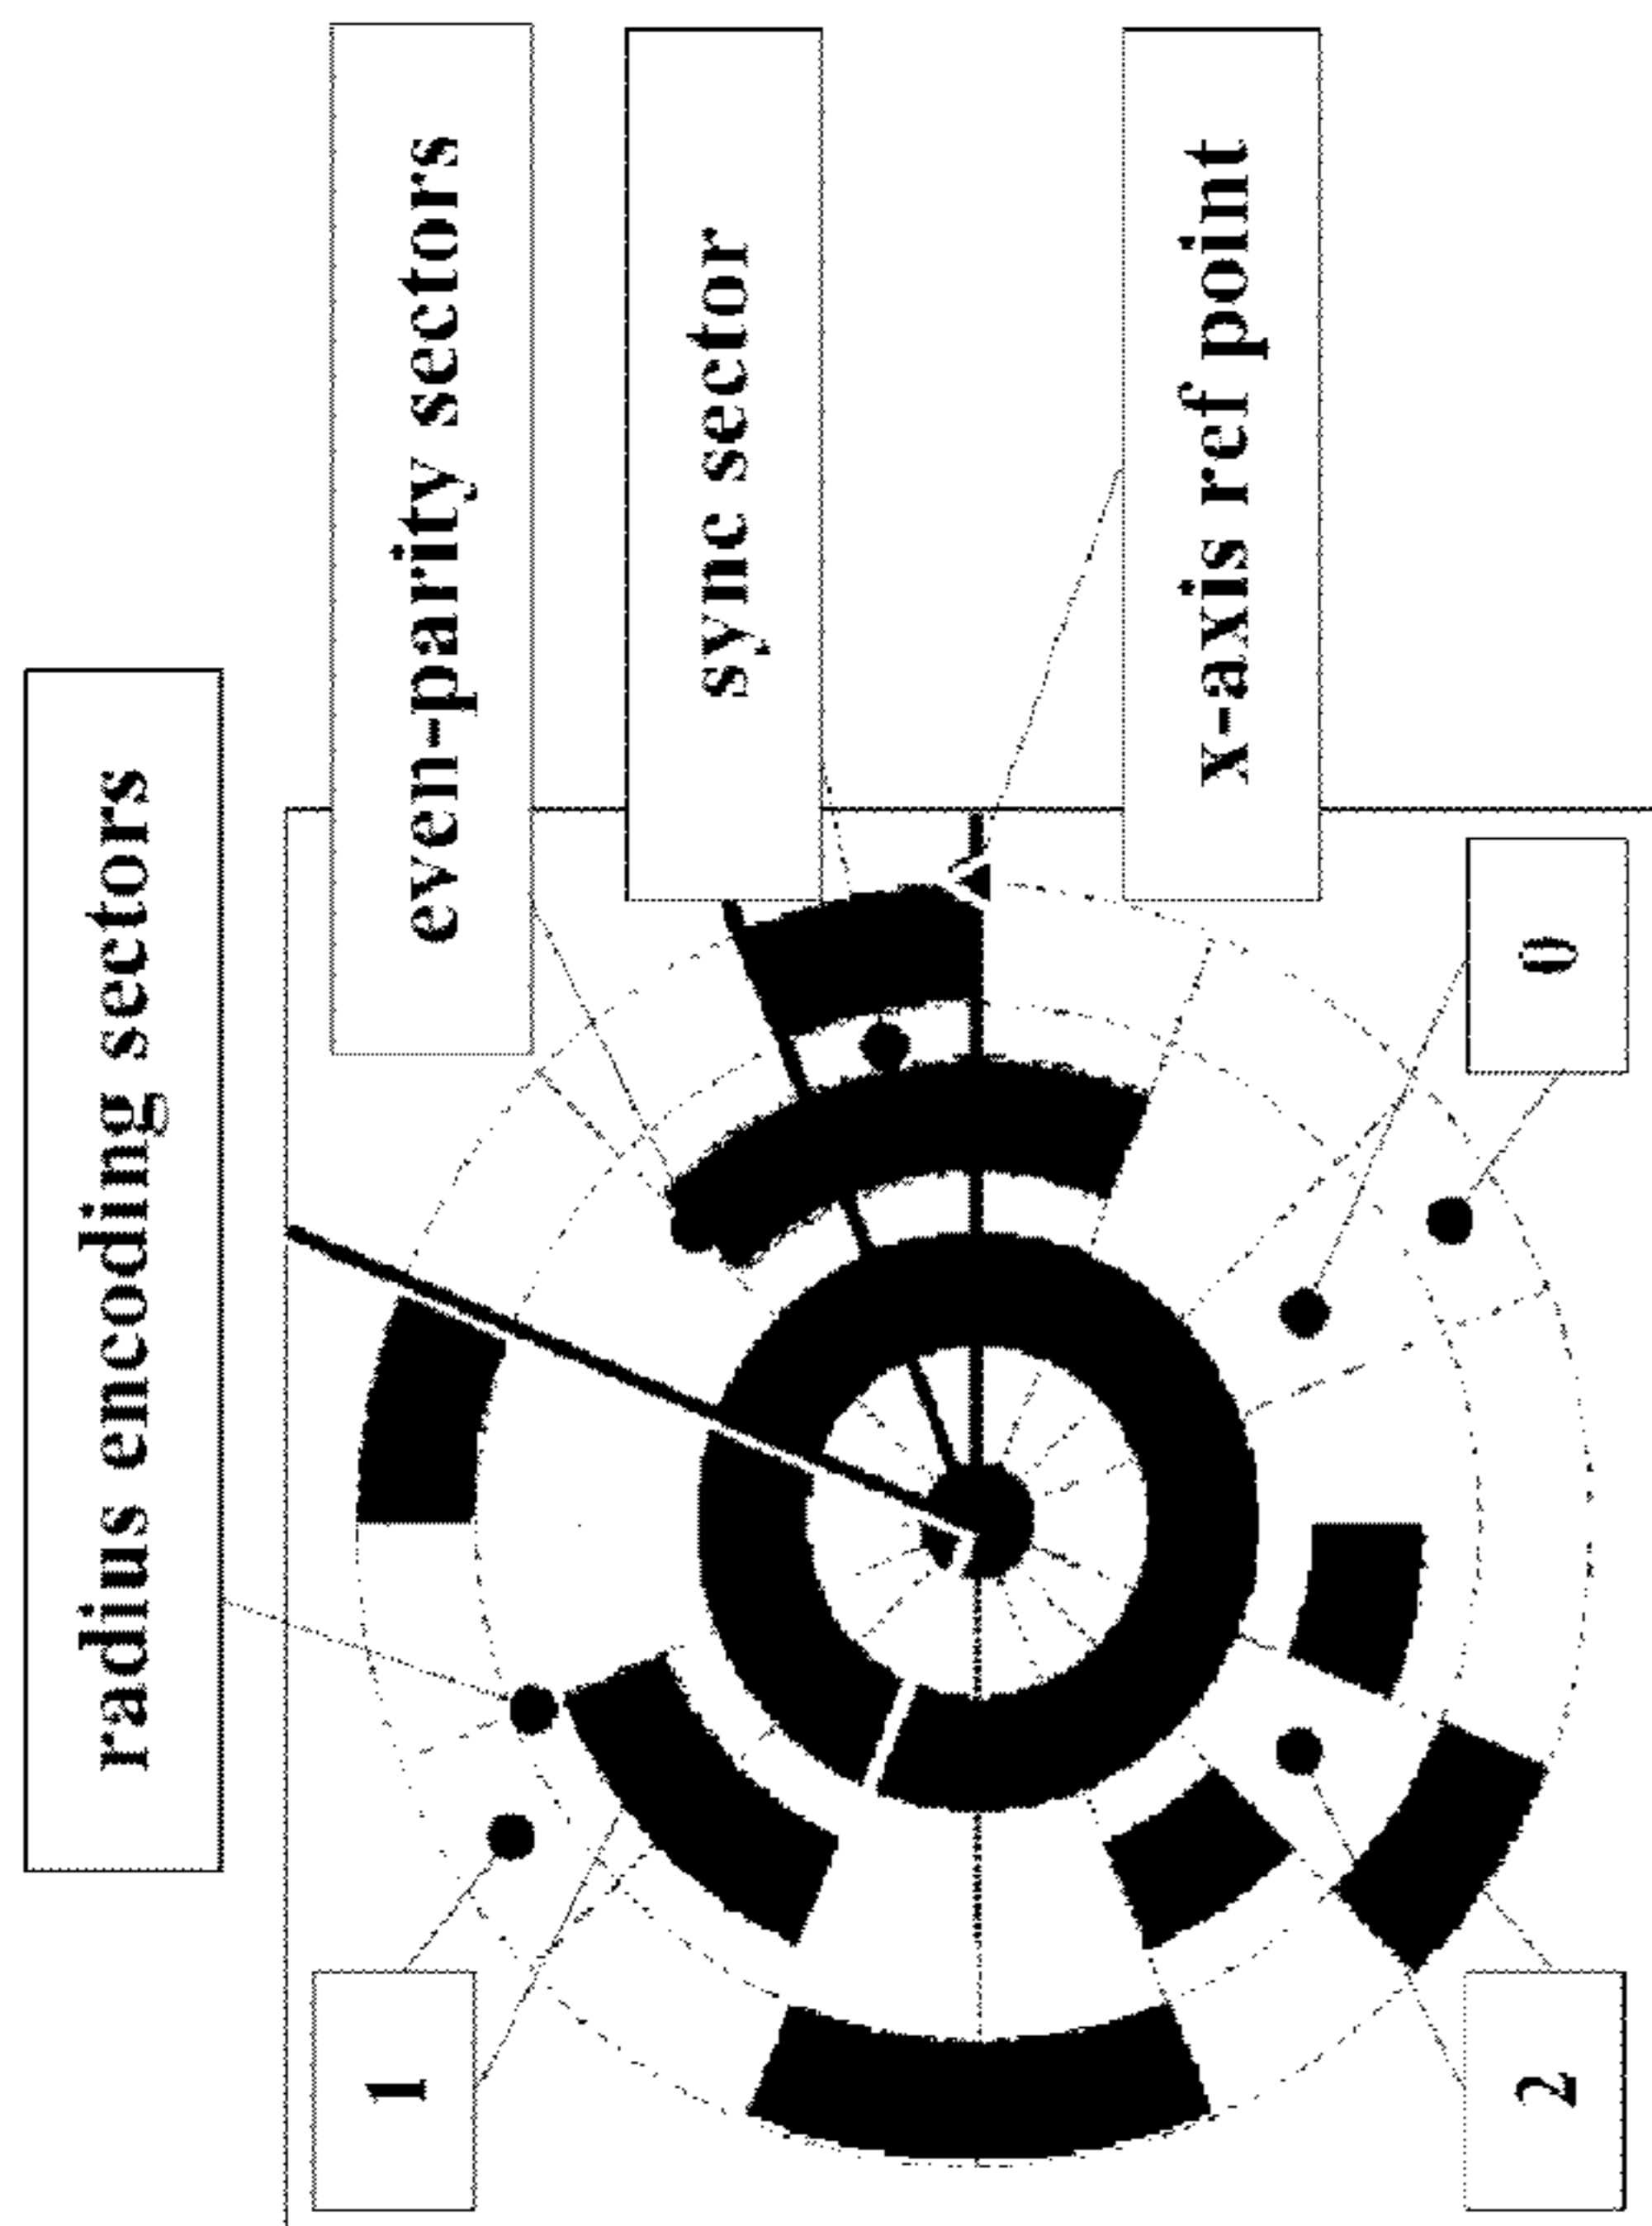 radius encoding sectors
even-parity sectors
sync sector
x-axis ref point
1
0
2